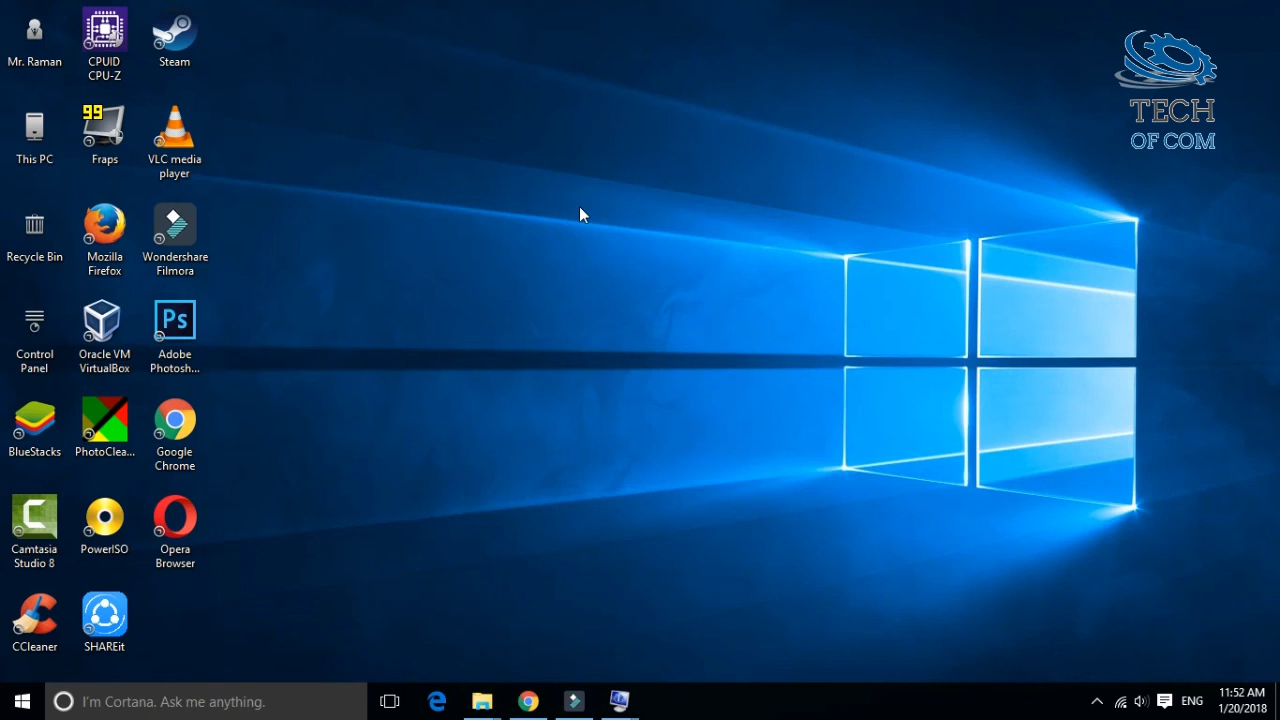 Mr. Raman
This PC
Recycle Bin
Control
Panel
BlueStacks
Camtasia
Studio 8
CCleaner
CPUID
CPU-Z
99
Fraps
Mozilla
Firefox
Oracle VM
VirtualBox
PhotoClea...
PowerISO
SHAREit
Steam
VLC media
player
Wondershare
Filmora
Ps
Adobe
Photosh...
Google
Chrome
Opera
Browser
TECH
OF COM
I'm Cortana. Ask me anything.
ENG
11:52 AM
1/20/2018